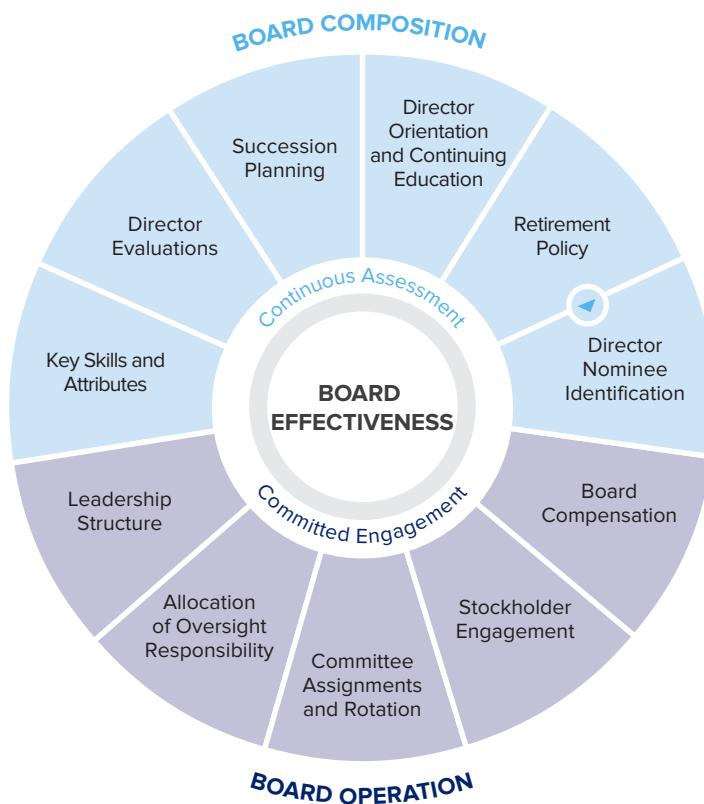 BOARD COMPOSITION
Director
Orientation
and Continuing
Education
Succession
Planning
Retirement
Policy
Director
Evaluations
Continuous Assessment
Key Skills and
Attributes
Director
Nominee
Identification
BOARD
EFFECTIVENESS
Leadership
Structure
Committed Engagement
Board
Compensation
Allocation
of Oversight
Responsibility
Stockholder
Engagement
Committee
Assignments
and Rotation
BOARD OPERATION